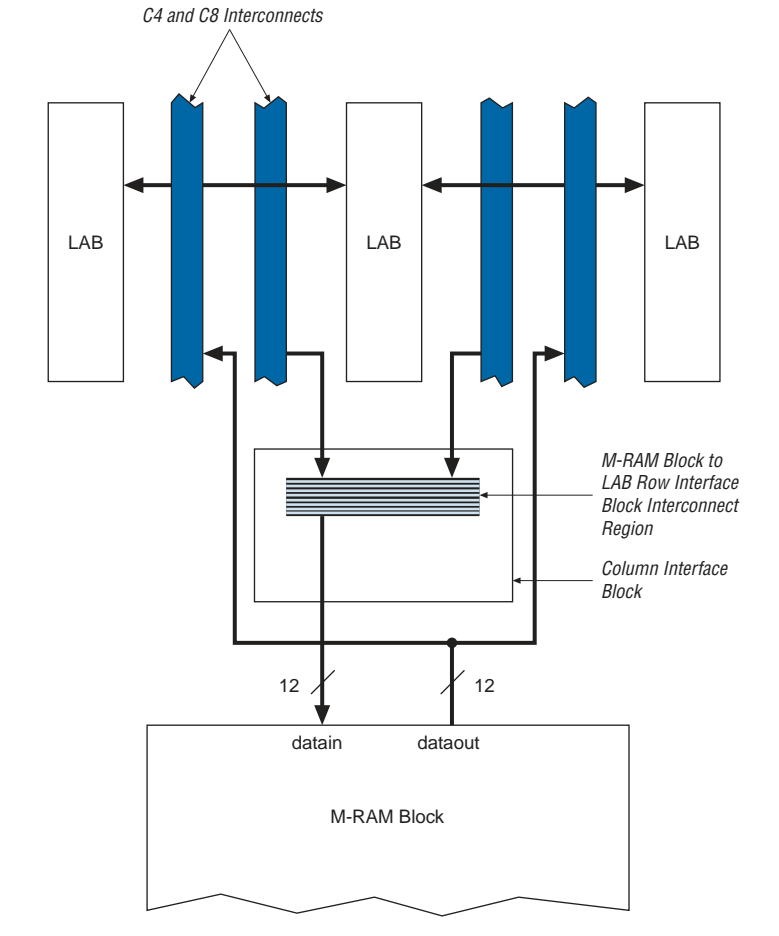 C4 and C8 Interconnects
LAB
LAB
LAB
M-RAM Block to
LAB Row Interface
Block Interconnect
Region
Column Interface
Block
12
12
datain
dataout
M-RAM Block